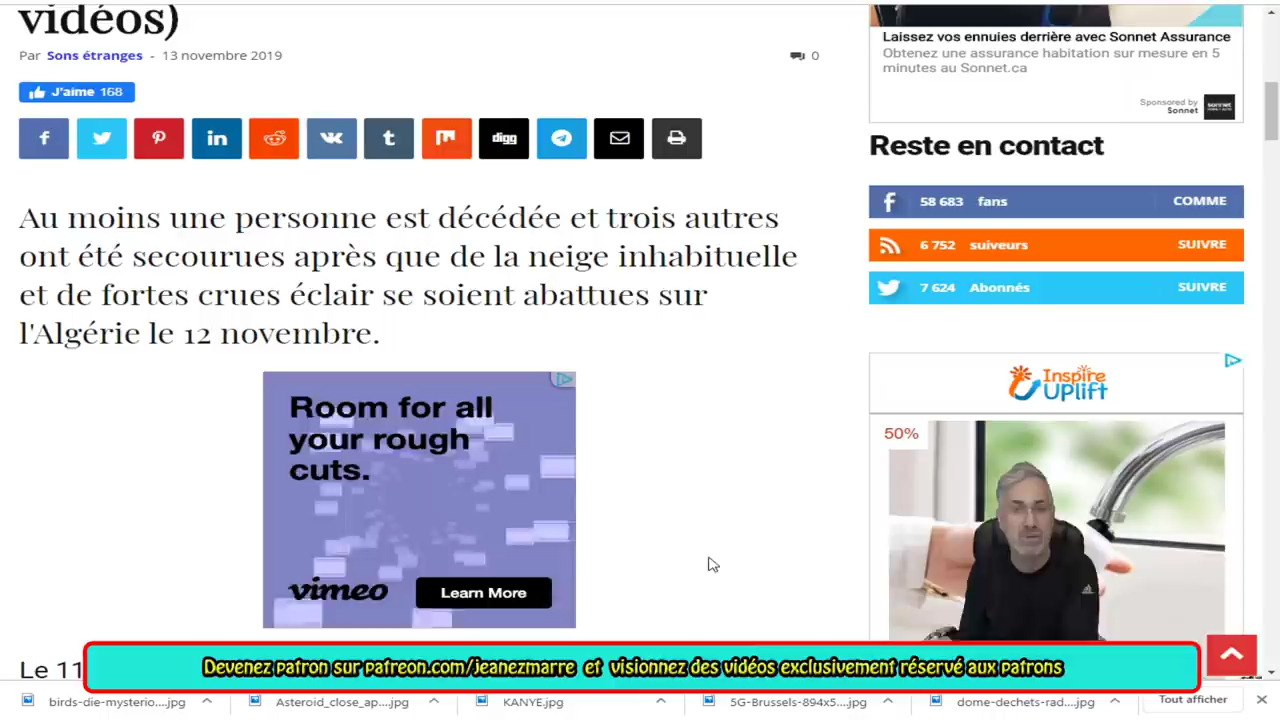 vidéos)
Par Sons étranges - 13 novembre 2019
0
J'aime 168
digg
Au moins une personne est décédée et trois autres
ont été secourues après que de la neige inhabituelle
et de fortes crues éclair se soient abattues sur
l'Algérie le 12 novembre.
Room for all
your rough
cuts.
vimeo
Learn More
Le 11
Laissez vos ennuies derrière avec Sonnet Assurance
Obtenez une assurance habitation sur mesure en 5
minutes au Sonnet.ca
Sponsored by
Sonnet
sonnet
Reste en contact
58 683 fans COMME
6 752 suiveurs SUIVRE
7 624 Abonnés SUIVRE
Inspire
Uplift
50%
Devenez patron sur patreon.com/jeanezmarre et visionnez des vidéos exclusivement réservé aux patrons
birds-die-mysterio....jpg
Asteroid_close_ap....jpg
KANYE.jpg
5G-Brussels-894x5....jpg
dome-dechets-rad....jpg
Tout afficher